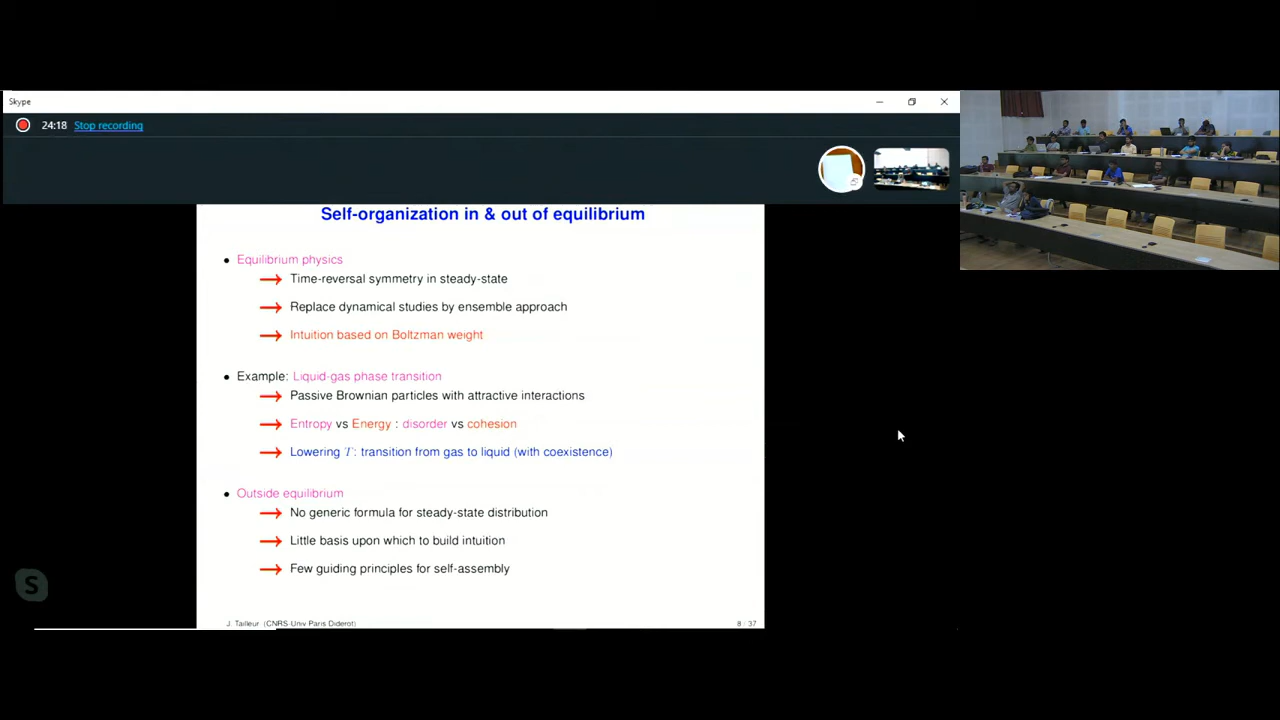 Skype
24:18 Stop recording
Self-organization in & out of equilibrium
• Equilibrium physics
→ Time-reversal symmetry in steady-state
→ Replace dynamical studies by ensemble approach
→ Intuition based on Boltzman weight
• Example: Liquid-gas phase transition
→ Passive Brownian particles with attractive interactions
→ Entropy vs Energy : disorder vs cohesion
→ Lowering T: transition from gas to liquid (with coexistence)
• Outside equilibrium
→ No generic formula for steady-state distribution
→ Little basis upon which to build intuition
→ Few guiding principles for self-assembly
S
J. Tailleur (CNRS-Univ Paris Diderot)
8 / 37